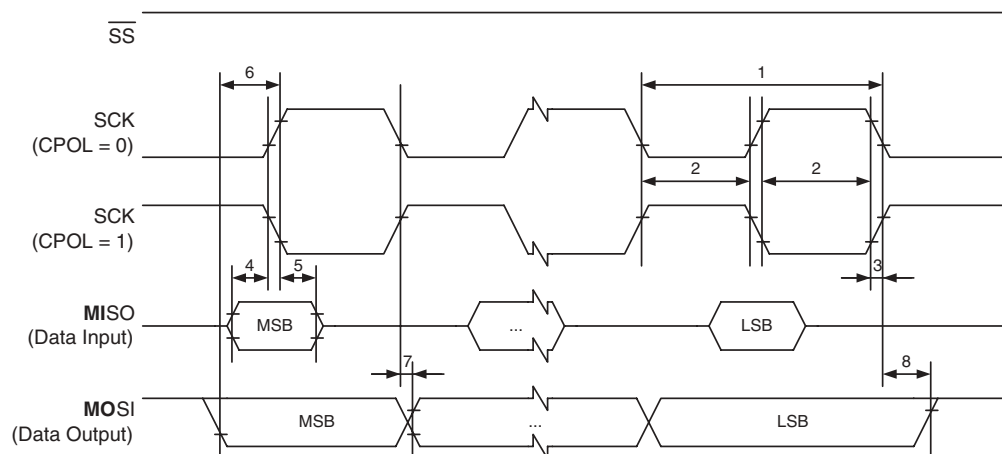 SS
6
1
SCK
(CPOL = 0)
2
2
SCK
(CPOL = 1)
4
5
3
MISO
(Data Input)
MSB
...
LSB
7
8
MOSI
(Data Output)
MSB
...
LSB